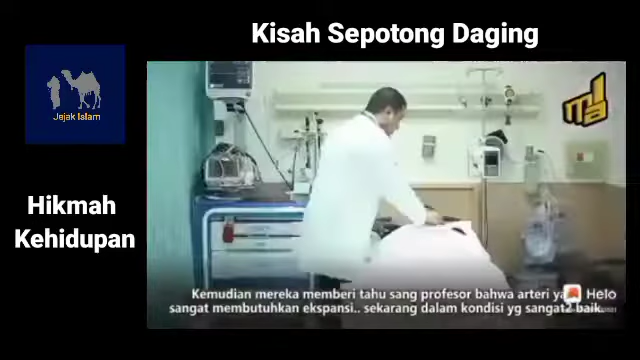 Kisah Sepotong Daging
Jejak Islam
Hikmah
Kehidupan
Kemudian mereka memberi tahu sang profesor bahwa arteri
sangat membutuhkan ekspansi.. sekarang dalam kondisi yg sangat2 baik.
Helo